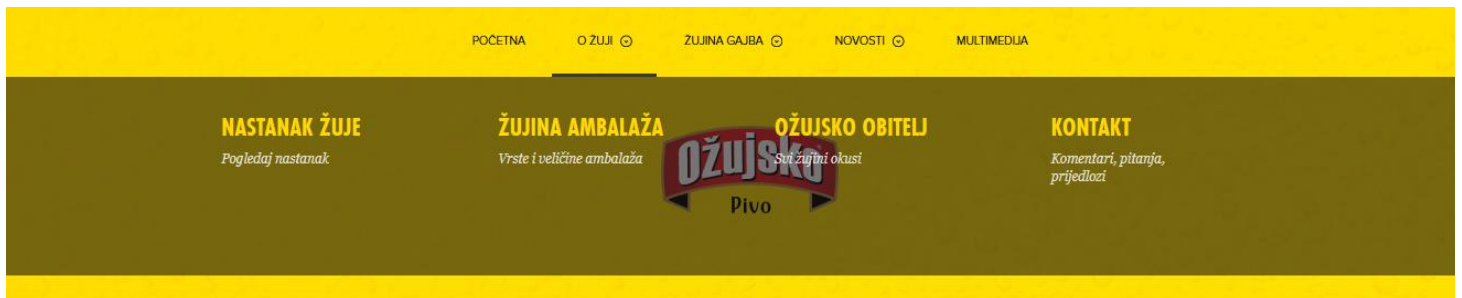 POČETNA
O ŽUJI
ŽUJINA GAJBA
NOVOSTI
MULTIMEDIJA
NASTANAK ŽUJE
Pogledaj nastanak
ŽUJINA AMBALAŽA
Vrste i veličine ambalaža
OŽUJSKO OBITELJ
Svi žujini okusi
KONTAKT
Komentari, pitanja,
prijedlozi
Ožujsko
Pivo